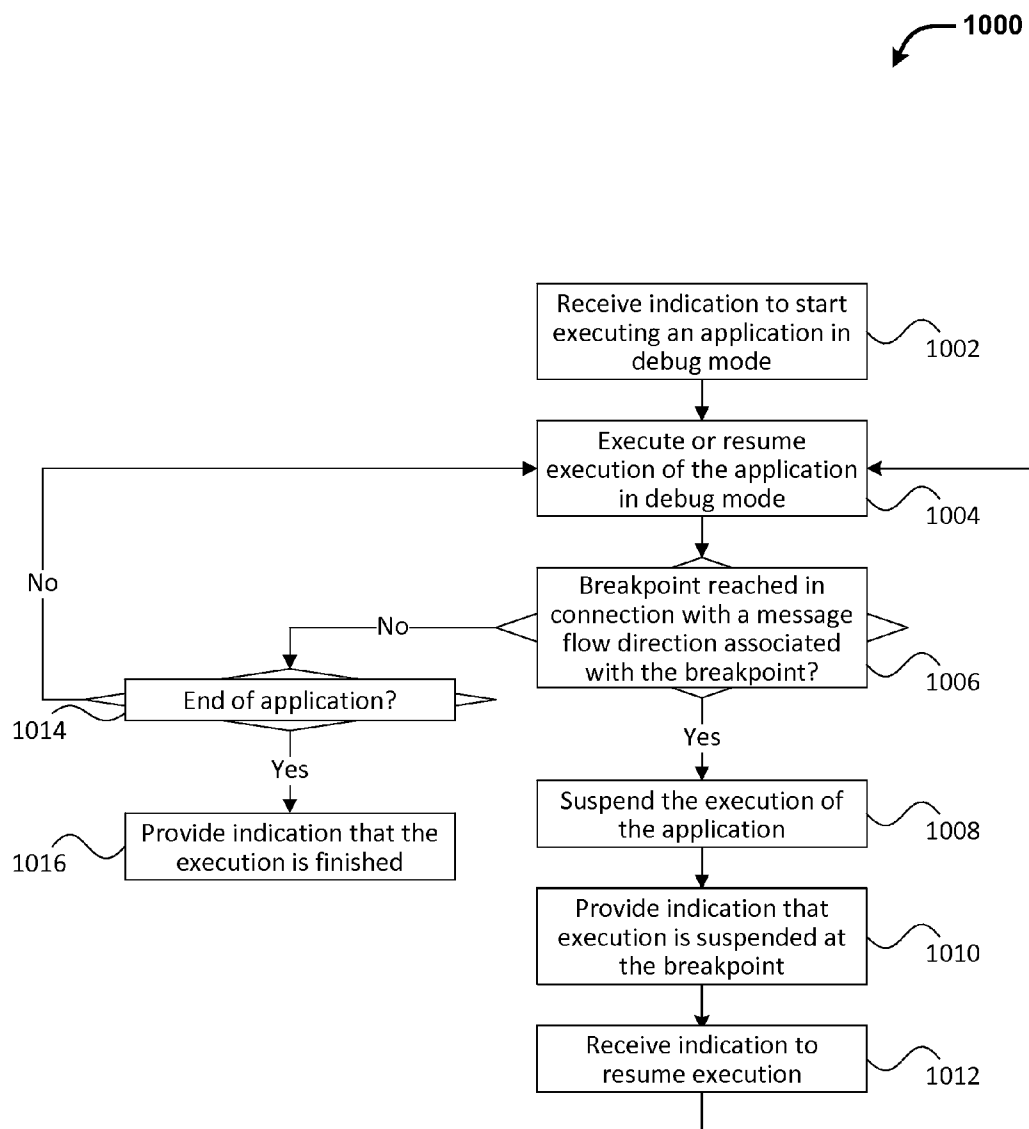 1000
Receive indication to start
executing an application in
debug mode
1002
Execute or resume
execution of the application
in debug mode
1004
No
Breakpoint reached in
connection with a message
flow direction associated
with the breakpoint?
1006
No
End of application?
1014
Yes
Yes
Suspend the execution of
the application
1008
Provide indication that the
execution is finished
1016
Provide indication that
execution is suspended at
the breakpoint
1010
Receive indication to
resume execution
1012